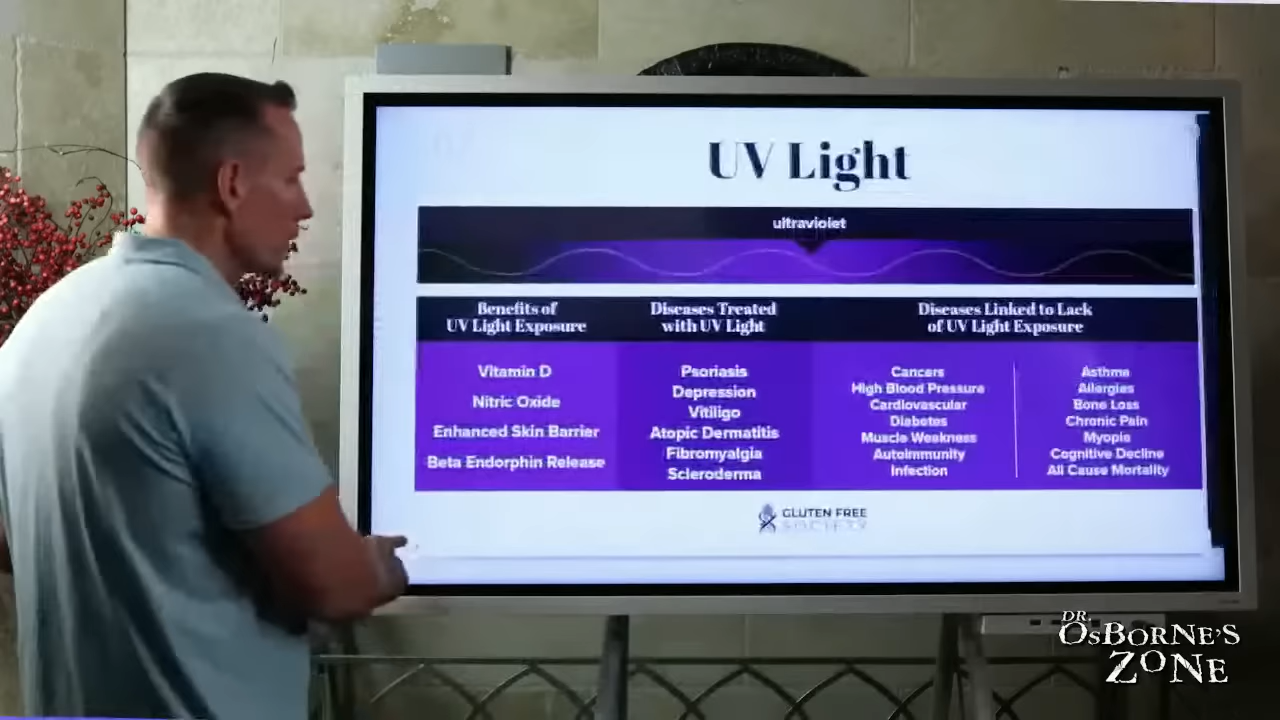 UV Light
ultraviolet
Benefits of
UV Light Exposure
Vitamin D
Nitric Oxide
Enhanced Skin Barrier
Beta Endorphin Release
Diseases Treated
with UV Light
Psoriasis
Depression
Vitiligo
Atopic Dermatitis
Fibromyalgia
Scleroderma
Diseases Linked to Lack
of UV Light Exposure
Cancers
High Blood Pressure
Cardiovascular
Diabetes
Muscle Weakness
Autoimmunity
Infection
Asthma
Allergies
Bone Loss
Chronic Pain
Myopia
Cognitive Decline
All Cause Mortality
GLUTEN FREE
SOCIETY
DR.
OSBORNE'S
ZONE